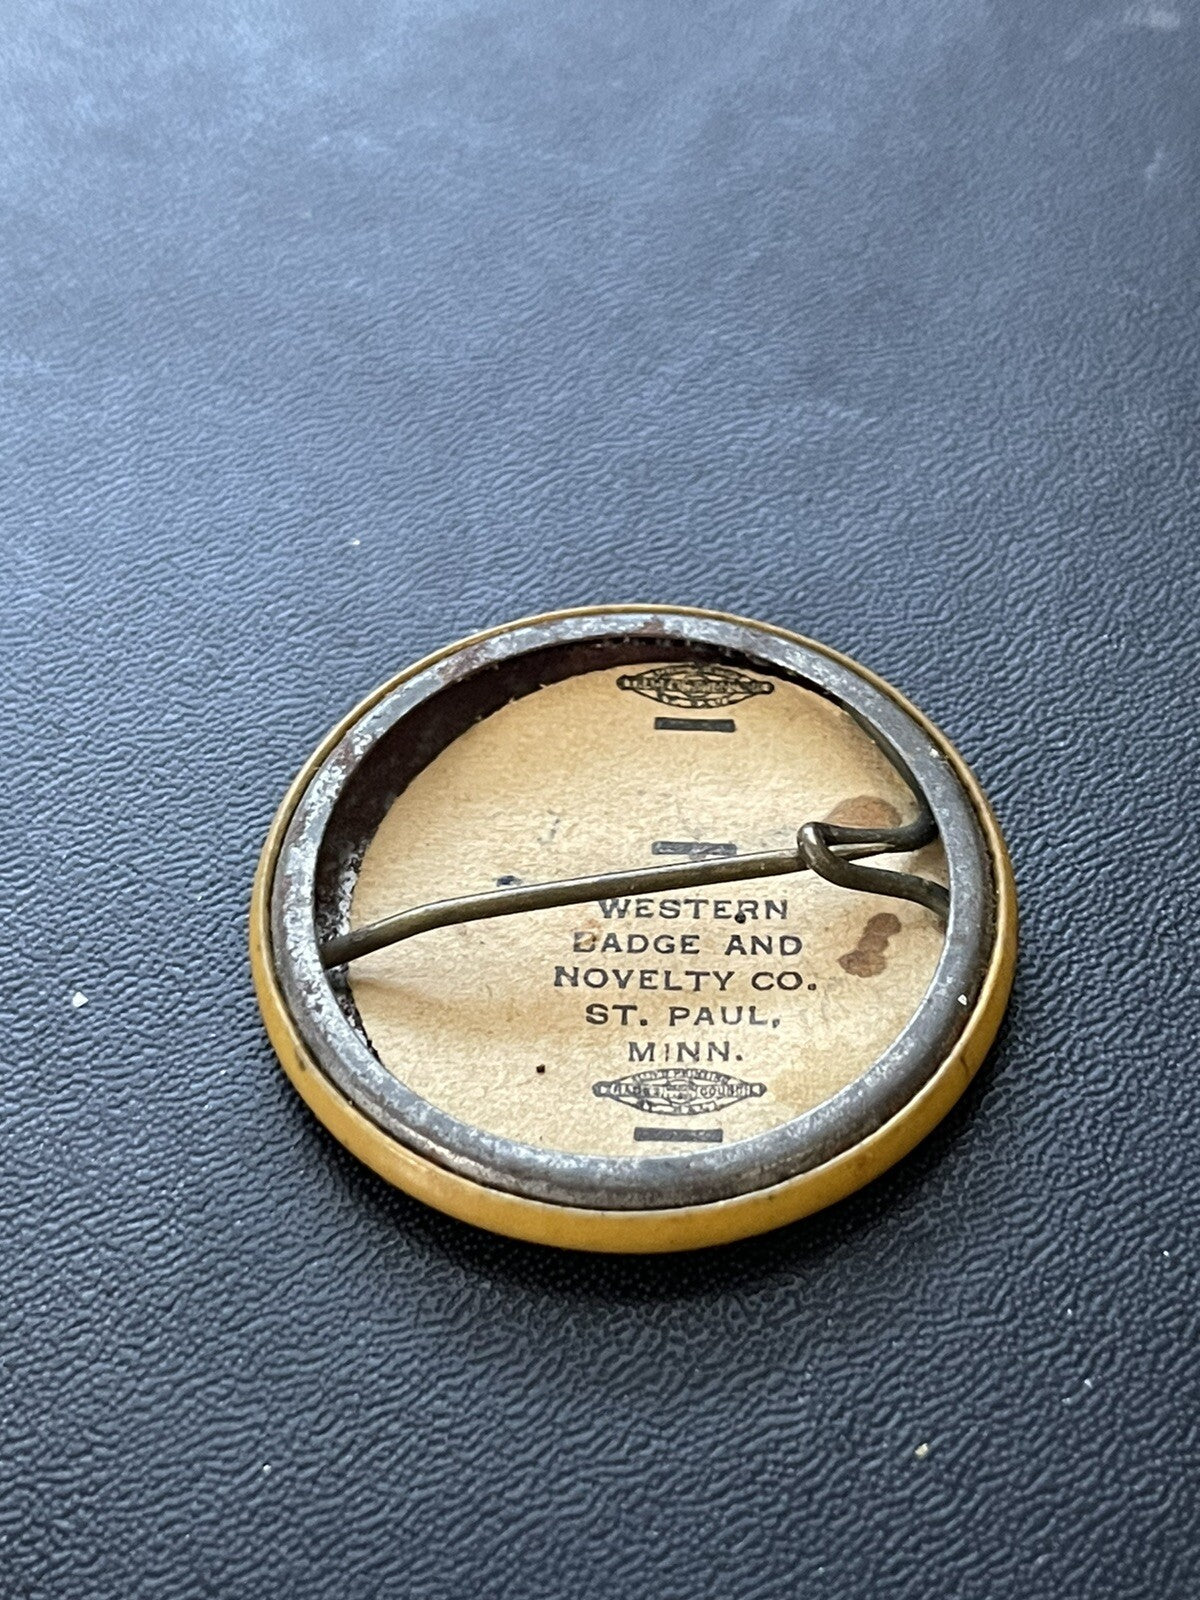 WESTERN
BADGE AND
NOVELTY CO.
ST. PAUL,
MINN.